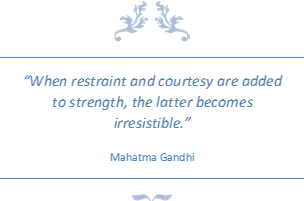 “When restraint and courtesy are added
to strength, the latter becomes
irresistible.”
Mahatma Gandhi